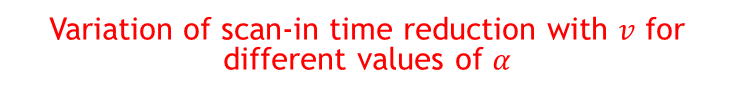 Variation of scan-in time reduction with 𝑣 for
different values of 𝛼